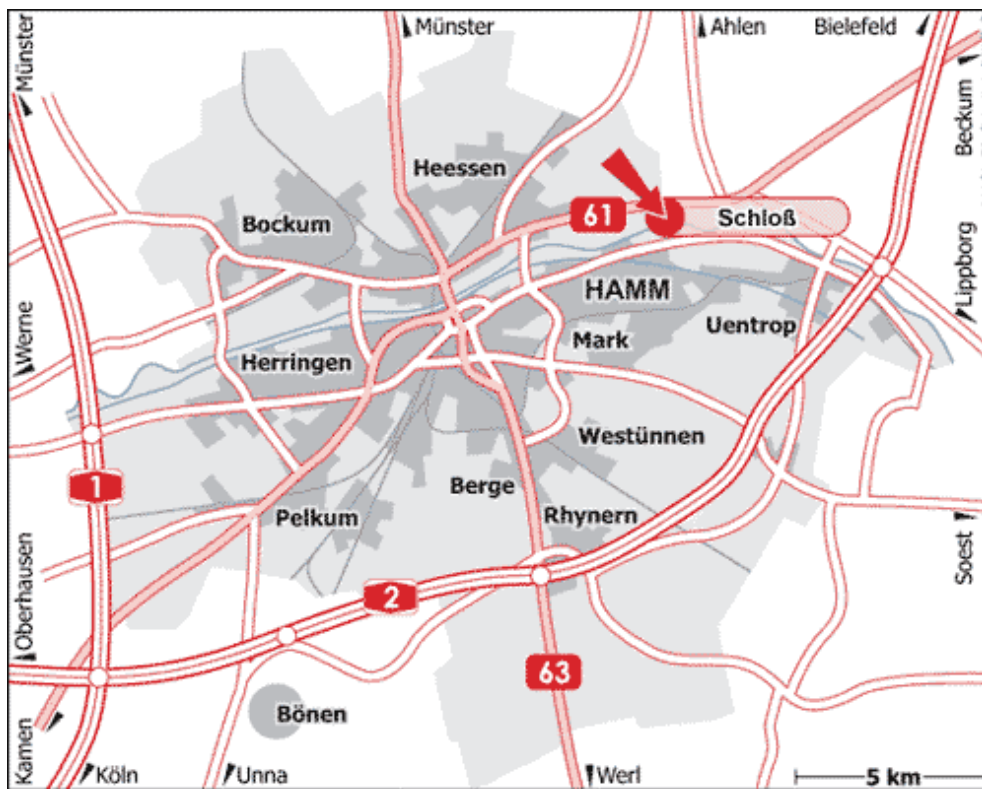 Münster
Münster
Ahlen
Bielefeld
Beckum
Heessen
Bockum
61
Schloß
HAMM
Lippborg
Werne
Herringen
Mark
Uentrop
Westünnen
1
Berge
Pelkum
Rhynern
Soest
Oberhausen
2
63
Bönen
Kamen
Köln
Unna
Werl
5 km